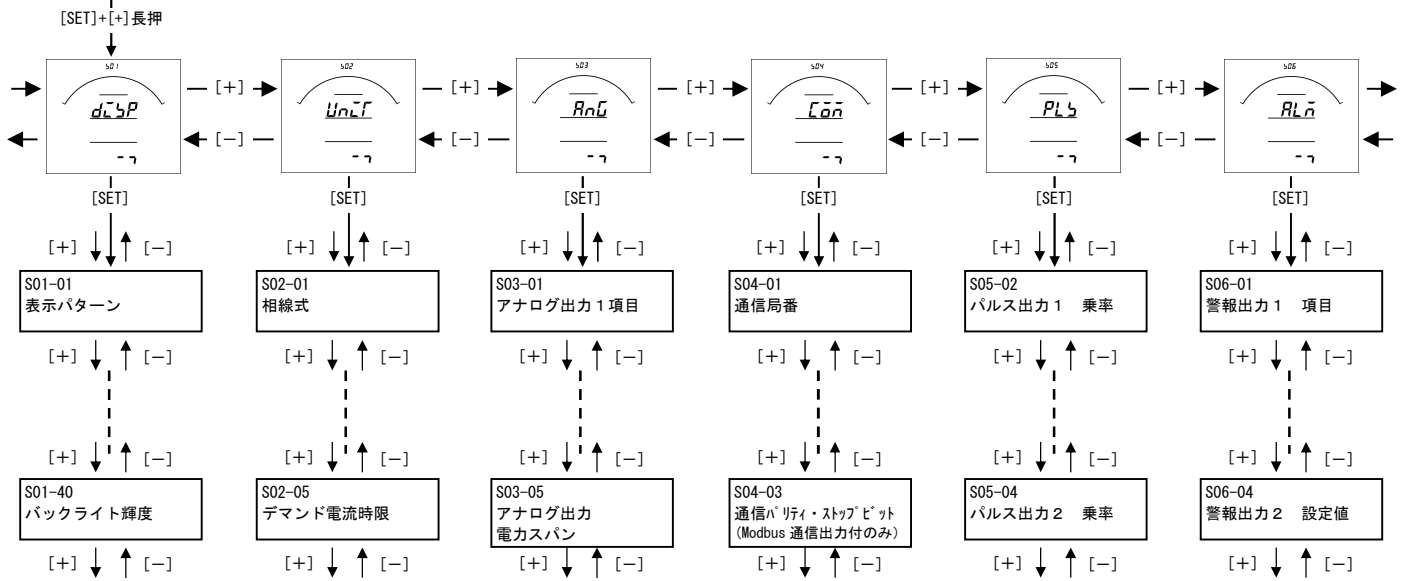 [SET]+[+]長押
S01 S02 S03 S04 S05 S06
[+] [+] [+] [+] [+]
diSP UniT AnG Com PLS ALm
[−] [−] [−] [−] [−]
[SET] [SET] [SET] [SET] [SET] [SET]
[+] [−] [+] [−] [+] [−] [+] [−] [+] [−] [+] [−]
S01-01
表示パターン
S02-01
相線式
S03-01
アナログ出力1項目
S04-01
通信局番
S05-02
パルス出力1 乗率
S06-01
警報出力1 項目
[+] [−] [+] [−] [+] [−] [+] [−] [+] [−] [+] [−]
[+] [−] [+] [−] [+] [−] [+] [−] [+] [−] [+] [−]
S01-40
バックライト輝度
S02-05
デマンド電流時限
S03-05
アナログ出力
電力スパン
S04-03
通信パリティ・ストップビット
(Modbus 通信出力付のみ)
S05-04
パルス出力2 乗率
S06-04
警報出力2 設定値
[+] [−] [+] [−] [+] [−] [+] [−] [+] [−] [+] [−]